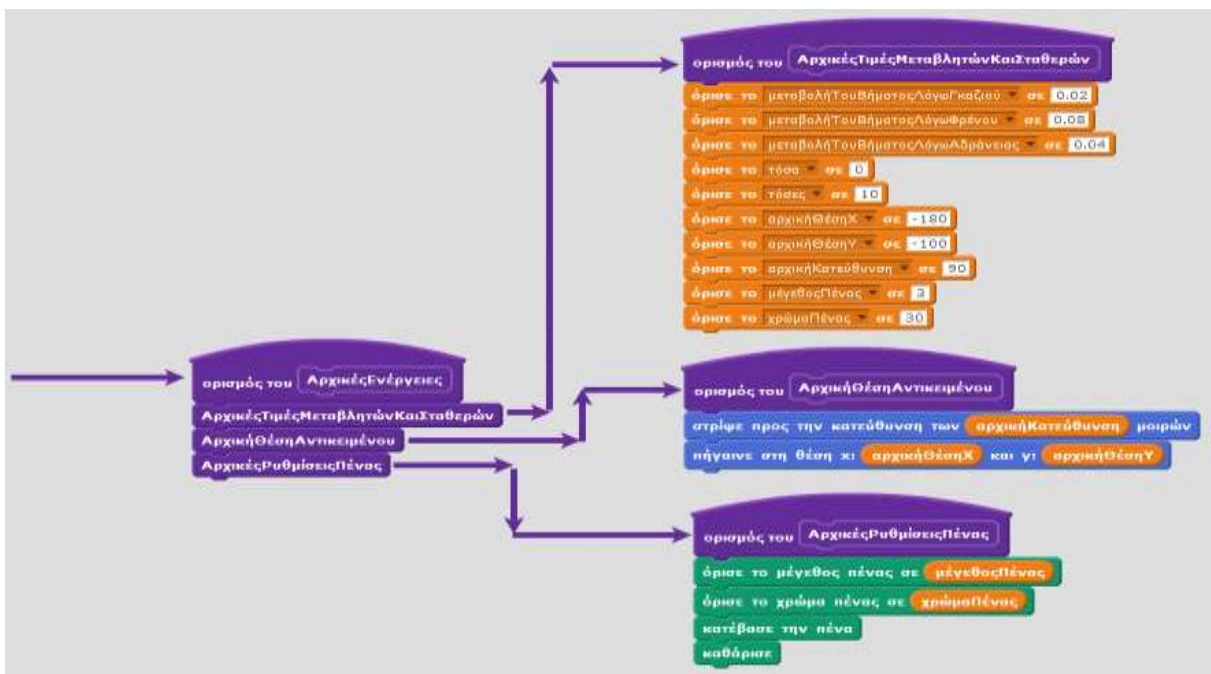 ορισμός του ΑρχικέςΤιμέςΜεταβλητώνΚαιΣταθερών
όρισε το μεταβολήΤουΒήματοςΛόγωΓκαζιού σε 0.02
όρισε το μεταβολήΤουΒήματοςΛόγωΦρένου σε 0.08
όρισε το μεταβολήΤουΒήματοςΛόγωΑδράνειας σε 0.04
όρισε το τόσα σε 0
όρισε το τόσες σε 10
όρισε το αρχικήΘέσηX σε -180
όρισε το αρχικήΘέσηY σε -100
όρισε το αρχικήΚατεύθυνση σε 90
όρισε το μέγεθοςΠένας σε 3
όρισε το χρώμαΠένας σε 30
ορισμός του ΑρχικέςΕνέργειες
ΑρχικέςΤιμέςΜεταβλητώνΚαιΣταθερών
ΑρχικήΘέσηΑντικειμένου
ΑρχικέςΡυθμίσειςΠένας
ορισμός του ΑρχικήΘέσηΑντικειμένου
στρίψε προς την κατεύθυνση των αρχικήΚατεύθυνση μοιρών
πήγαινε στη θέση x: αρχικήΘέσηX και y: αρχικήΘέσηY
ορισμός του ΑρχικέςΡυθμίσειςΠένας
όρισε το μέγεθος πένας σε μέγεθοςΠένας
όρισε το χρώμα πένας σε χρώμαΠένας
κατέβασε την πένα
καθάρισε